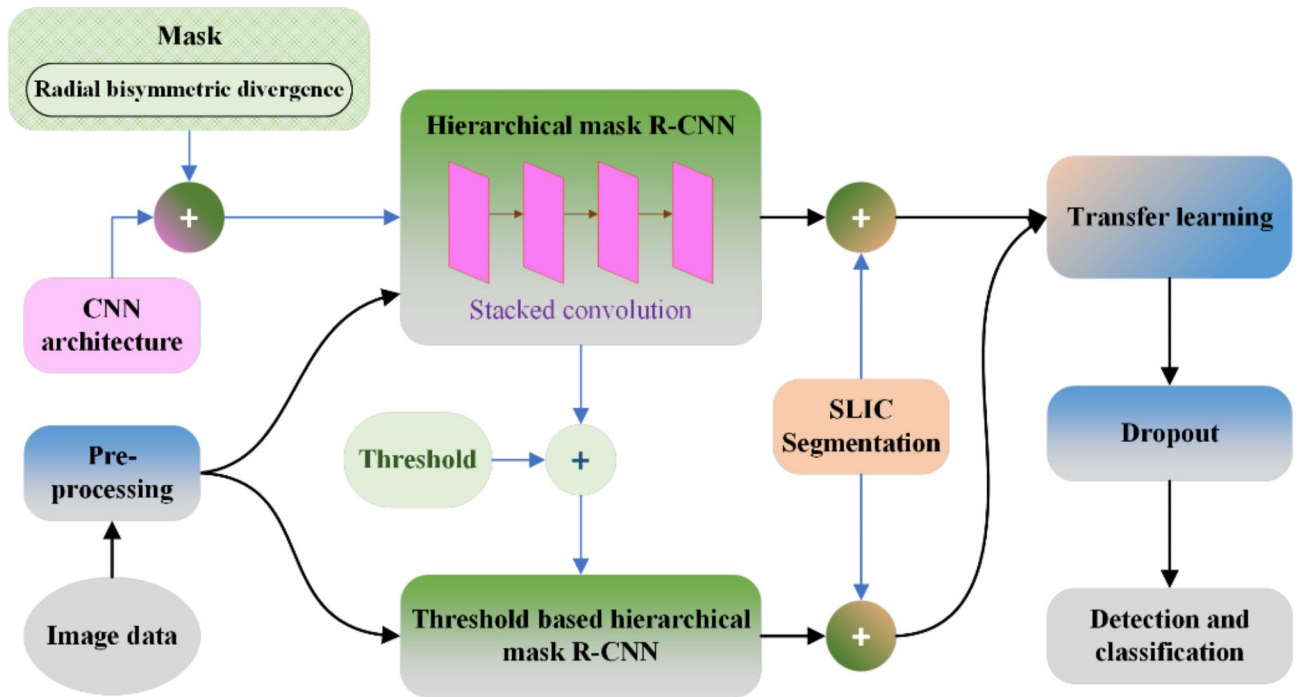 Mask
Radial bisymmetric divergence
Hierarchical mask R-CNN
+
+
Transfer learning
CNN
architecture
Stacked convolution
SLIC
Segmentation
Pre-
processing
Threshold
+
Dropout
Image data
Threshold based hierarchical
mask R-CNN
+
Detection and
classification